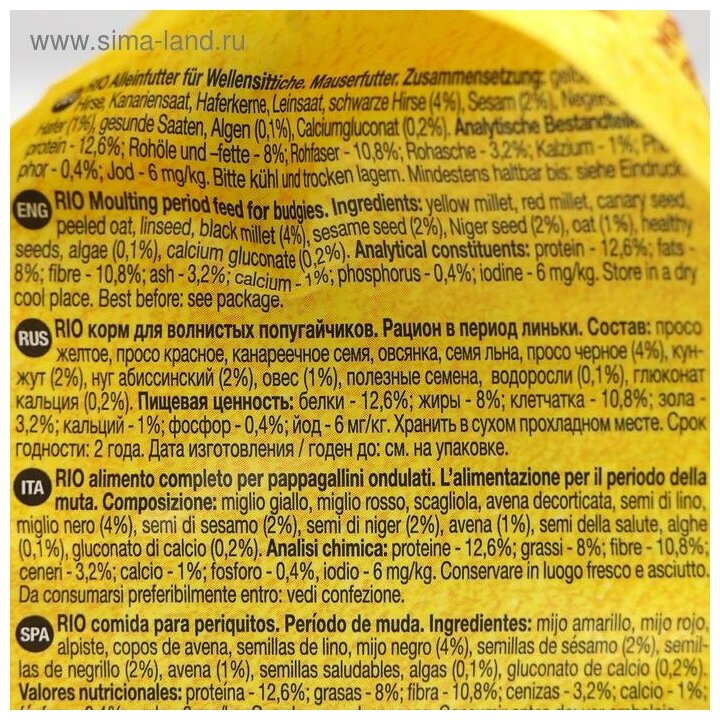 www.sima-land.ru
RIO Alleinfutter für Wellensittiche. Mauserfutter. Zusammensetzung:
Hirse, Kanariensaat, Haferkerne, Leinsaat, schwarze Hirse (4%), Sesam (2%),
Hafer (1%), gesunde Saaten, Algen (0,1%), Calciumgluconat (0,2%). Analytische
protein - 12,6%; Rohöle und –fette - 8%; Rohfaser - 10,8%; Rohasche - 3,2%; Kalzium - 1%;
phor - 0,4%; Jod - 6 mg/kg. Bitte kühl und trocken lagern. Mindestens haltbar bis: siehe Eindruck.
ENG RIO Moulting period feed for budgies. Ingredients: yellow millet, red millet, canary seed,
peeled oat, linseed, black millet (4%), sesame seed (2%), Niger seed (2%), oat (1%), healthy
seeds, algae (0,1%), calcium gluconate (0,2%). Analytical constituents: protein - 12,6%; fats -
8%; fibre - 10,8%; ash - 3,2%; calcium - 1%; phosphorus - 0,4%; iodine - 6 mg/kg. Store in a dry
cool place. Best before: see package.
RUS RIO корм для волнистых попугайчиков. Рацион в период линьки. Состав: просо
желтое, просо красное, канареечное семя, овсянка, семя льна, просо черное (4%), кун-
жут (2%), нуг абиссинский (2%), овес (1%), полезные семена, водоросли (0,1%), глюконат
кальция (0,2%). Пищевая ценность: белки - 12,6%; жиры - 8%; клетчатка - 10,8%; зола -
3,2%; кальций - 1%; фосфор - 0,4%; йод - 6 мг/кг. Хранить в сухом прохладном месте. Срок
годности: 2 года. Дата изготовления / годен до: см. на упаковке.
ITA RIO alimento completo per pappagallini ondulati. L'alimentazione per il periodo della
muta. Composizione: miglio giallo, miglio rosso, scagliola, avena decorticata, semi di lino,
miglio nero (4%), semi di sesamo (2%), semi di niger (2%), avena (1%), semi della salute, alghe
(0,1%), gluconato di calcio (0,2%). Analisi chimica: proteine - 12,6%; grassi - 8%; fibre - 10,8%;
ceneri - 3,2%; calcio - 1%; fosforo - 0,4%, iodio - 6 mg/kg. Conservare in luogo fresco e asciutto.
Da consumarsi preferibilmente entro: vedi confezione.
SPA RIO comida para periquitos. Período de muda. Ingredientes: mijo amarillo, mijo rojo,
alpiste, copos de avena, semillas de lino, mijo negro (4%), semillas de sésamo (2%), semil-
las de negrillo (2%), avena (1%), semillas saludables, algas (0,1%), gluconato de calcio (0,2%).
Valores nutricionales: proteína - 12,6%; grasas - 8%; fibra - 10,8%; cenizas - 3,2%; calcio - 1%;